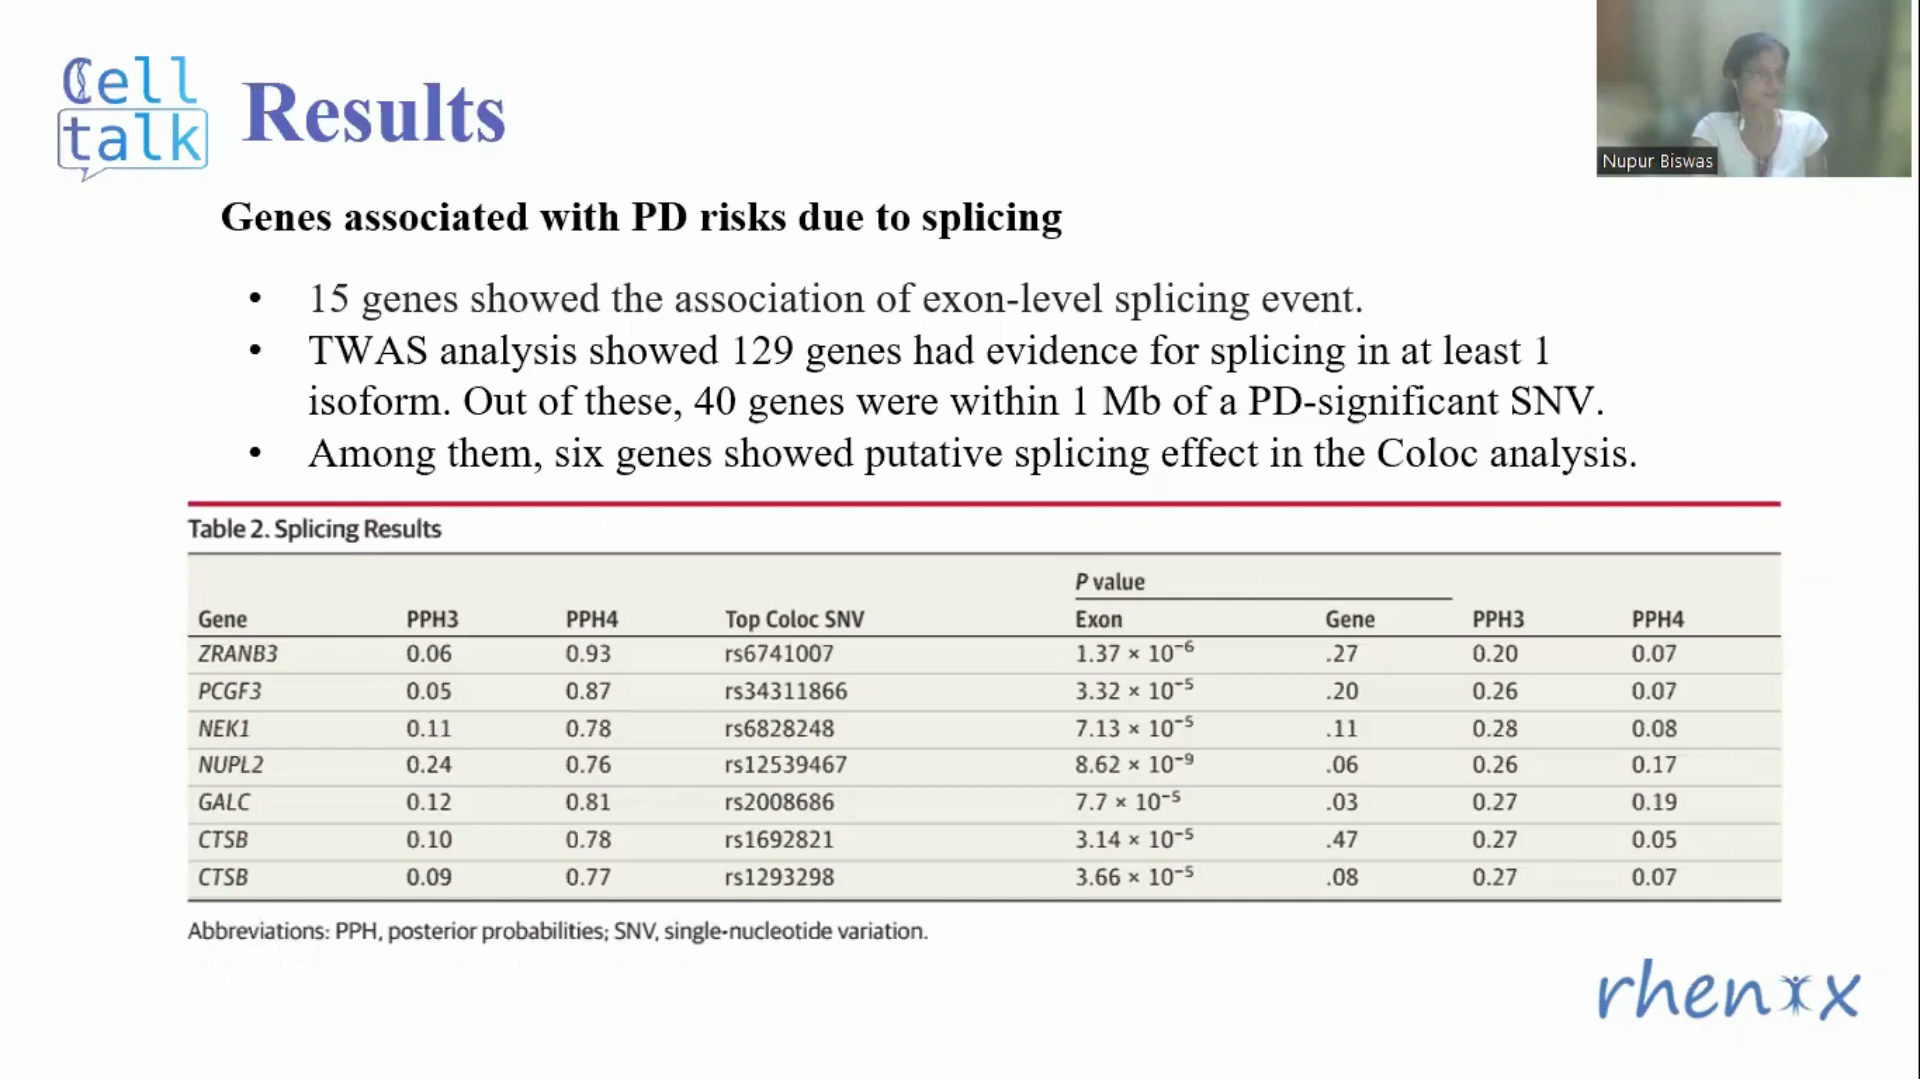 Cell
talk
Results
Nupur Biswas
Genes associated with PD risks due to splicing
• 15 genes showed the association of exon-level splicing event.
• TWAS analysis showed 129 genes had evidence for splicing in at least 1
isoform. Out of these, 40 genes were within 1 Mb of a PD-significant SNV.
• Among them, six genes showed putative splicing effect in the Coloc analysis.
Table 2. Splicing Results
P value
Gene PPH3 PPH4 Top Coloc SNV Exon Gene PPH3 PPH4
ZRANB3 0.06 0.93 rs6741007 1.37 × 10⁻⁶ .27 0.20 0.07
PCGF3 0.05 0.87 rs34311866 3.32 × 10⁻⁵ .20 0.26 0.07
NEK1 0.11 0.78 rs6828248 7.13 × 10⁻⁵ .11 0.28 0.08
NUPL2 0.24 0.76 rs12539467 8.62 × 10⁻⁹ .06 0.26 0.17
GALC 0.12 0.81 rs2008686 7.7 × 10⁻⁵ .03 0.27 0.19
CTSB 0.10 0.78 rs1692821 3.14 × 10⁻⁵ .47 0.27 0.05
CTSB 0.09 0.77 rs1293298 3.66 × 10⁻⁵ .08 0.27 0.07
Abbreviations: PPH, posterior probabilities; SNV, single-nucleotide variation.
rhenix